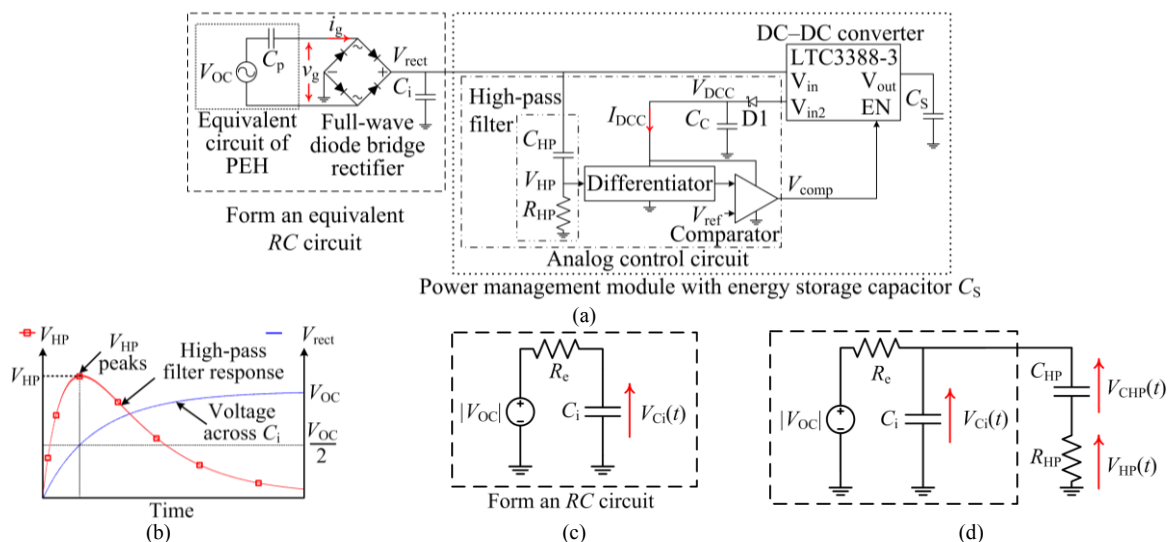 DC–DC converter
LTC3388-3
V_in V_out
V_in2 EN
C_S
i_g
C_p
V_OC
v_g
~
~
−
+
V_rect
C_i
Equivalent
circuit of
PEH
Full-wave
diode bridge
rectifier
Form an equivalent
RC circuit
High-pass
filter
C_HP
V_HP
R_HP
V_DCC
I_DCC
C_C
D1
Differentiator
V_ref
Comparator
V_comp
Analog control circuit
Power management module with energy storage capacitor C_S
(a)
V_HP
V_rect
V_HP
V_HP
peaks
High-pass
filter response
Voltage
across C_i
V_OC
V_OC
2
Time
(b)
R_e
|V_OC|
+
−
C_i
V_Ci(t)
Form an RC circuit
(c)
R_e
|V_OC|
+
−
C_i
V_Ci(t)
C_HP
V_CHP(t)
R_HP
V_HP(t)
(d)